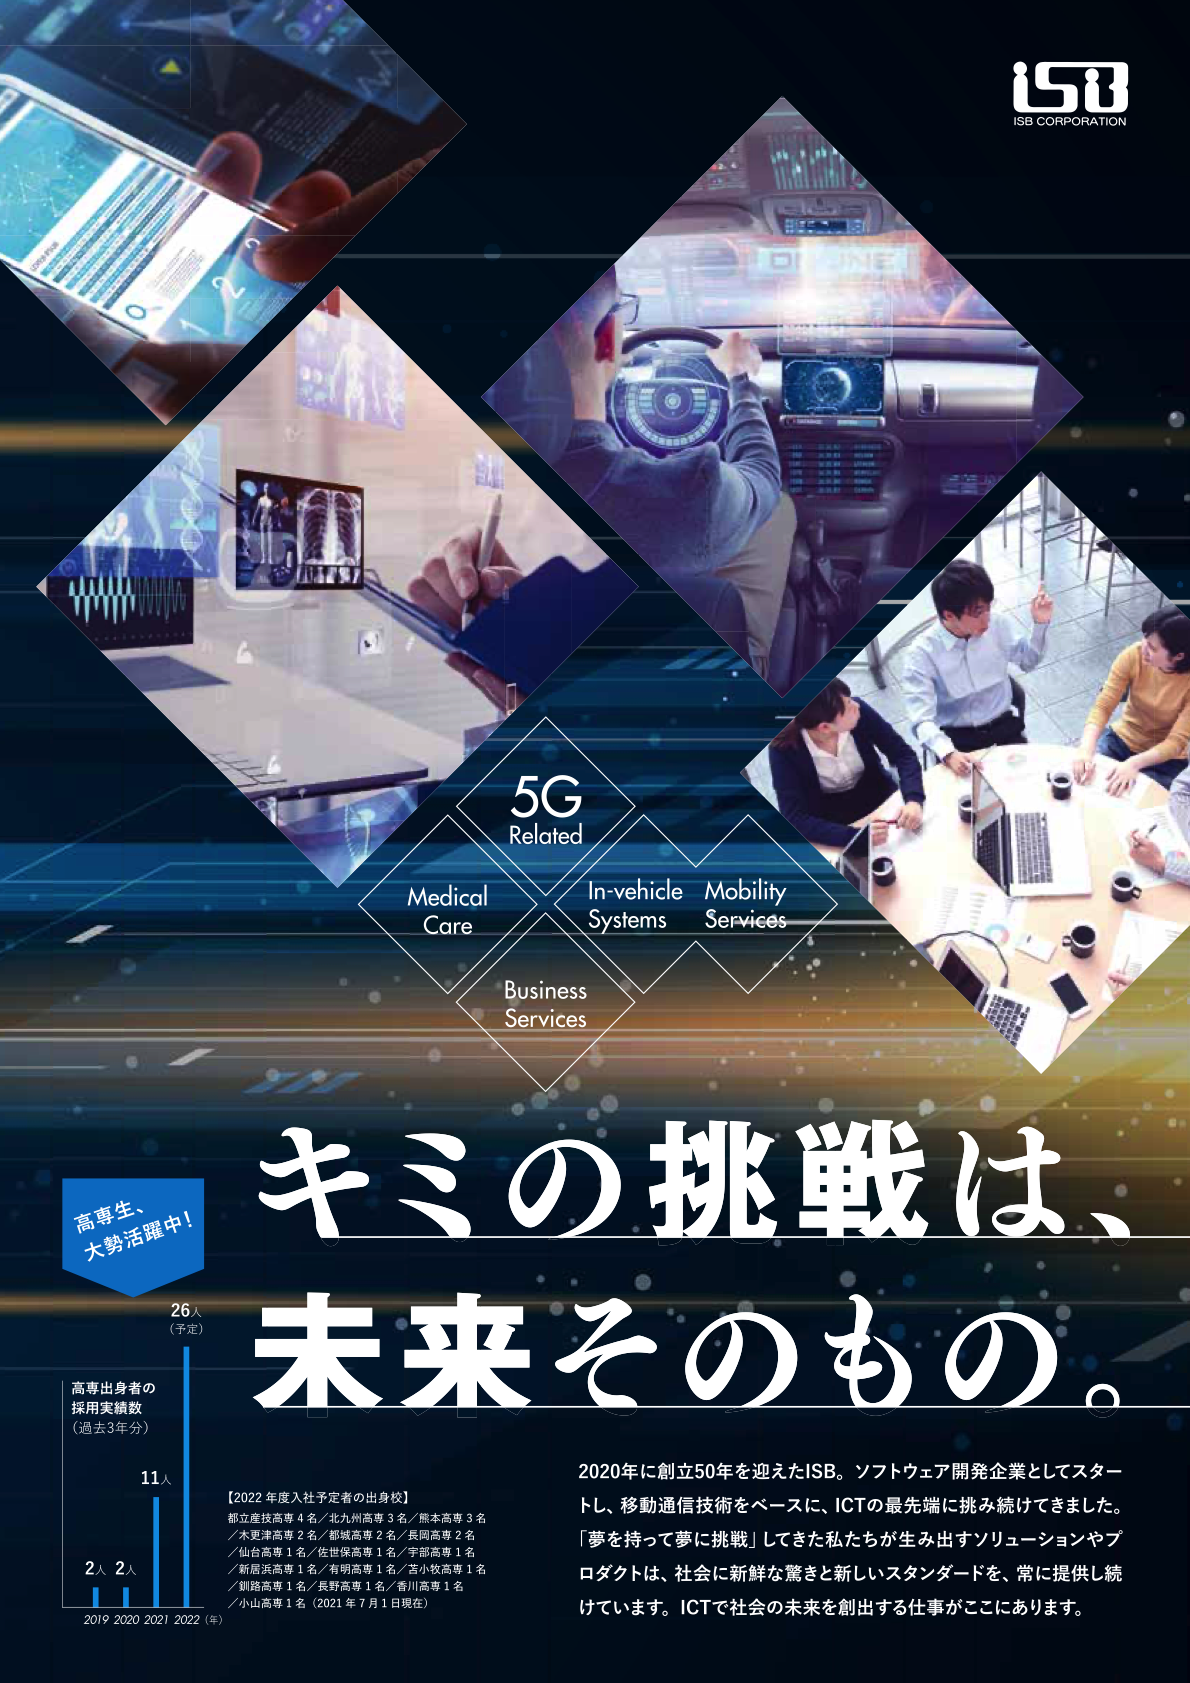 iSB
ISB CORPORATION
5G
Related
Medical
Care
In-vehicle
Systems
Mobility
Services
Business
Services
キミの挑戦は、
未来そのもの。
高専生、
大勢活躍中！
26人
（予定）
高専出身者の
採用実績数
（過去3年分）
11人
2人 2人
2019 2020 2021 2022（年）
【2022 年度入社予定者の出身校】
都立産技高専 4 名／北九州高専 3 名／熊本高専 3 名
／木更津高専 2 名／都城高専 2 名／長岡高専 2 名
／仙台高専 1 名／佐世保高専 1 名／宇部高専 1 名
／新居浜高専 1 名／有明高専 1 名／苫小牧高専 1 名
／釧路高専 1 名／長野高専 1 名／香川高専 1 名
／小山高専 1 名（2021 年 7 月 1 日現在）
2020年に創立50年を迎えたISB。ソフトウェア開発企業としてスター
トし、移動通信技術をベースに、ICTの最先端に挑み続けてきました。
「夢を持って夢に挑戦」してきた私たちが生み出すソリューションやプ
ロダクトは、社会に新鮮な驚きと新しいスタンダードを、常に提供し続
けています。ICTで社会の未来を創出する仕事がここにあります。